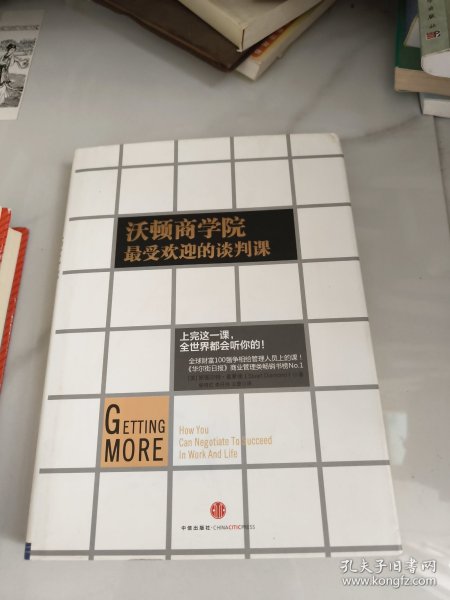 沃顿商学院
最受欢迎的谈判课
上完这一课，
全世界都会听你的！
全球财富100强争相给管理人员上的课！
《华尔街日报》商业管理类畅销书榜No.1
GETTING
MORE
How You
Can Negotiate To Succeed
In Work And Life
中信出版社·CHINACITICPRESS
孔夫子旧书网
www.kongfz.com